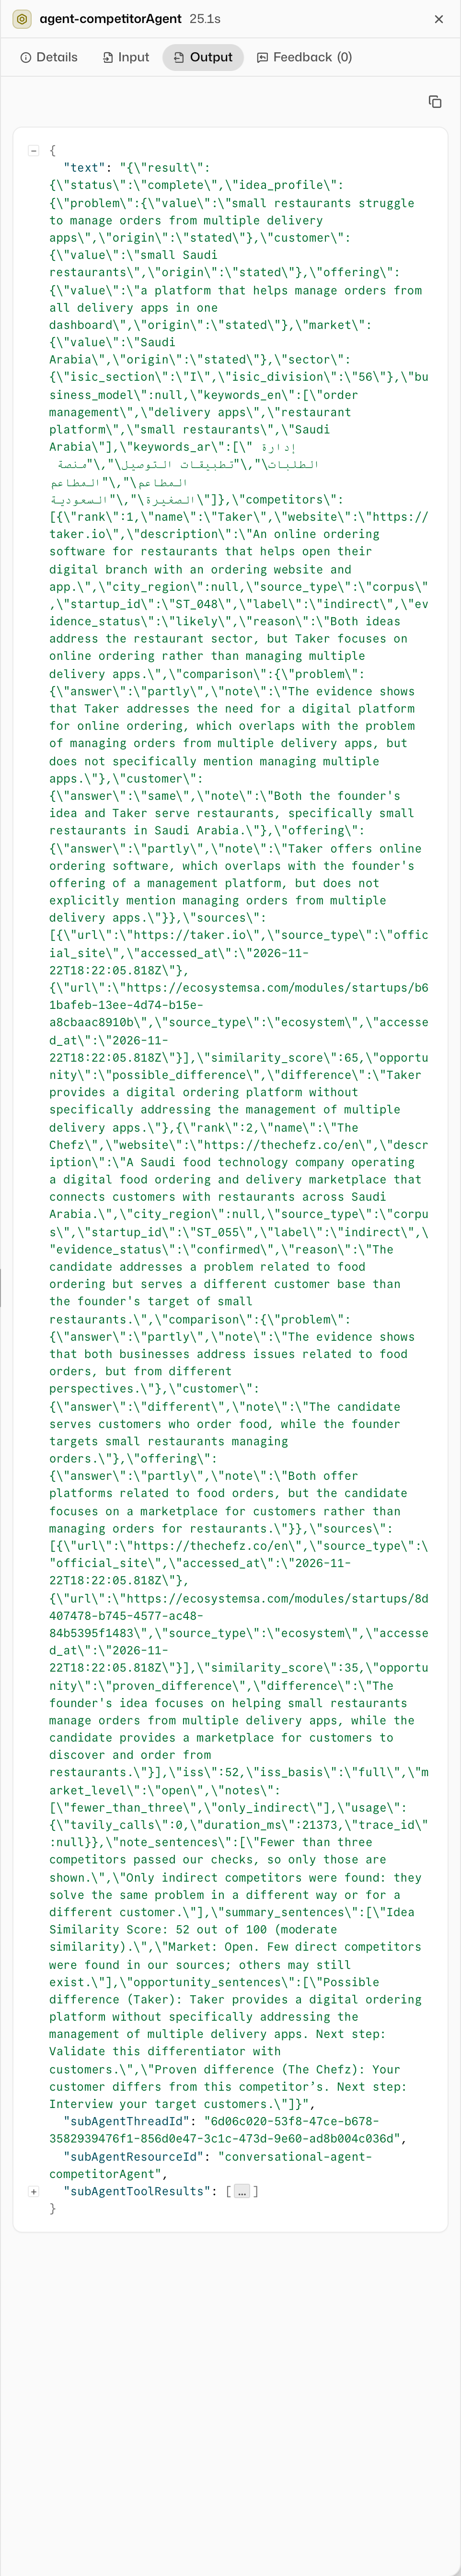 agent-competitorAgent 25.1s
Details Input Output Feedback (0)
{
"text": "{\"result\":
{\"status\":\"complete\",\"idea_profile\":
{\"problem\":{\"value\":\"small restaurants struggle
to manage orders from multiple delivery
apps\",\"origin\":\"stated\"},\"customer\":
{\"value\":\"small Saudi
restaurants\",\"origin\":\"stated\"},\"offering\":
{\"value\":\"a platform that helps manage orders from
all delivery apps in one
dashboard\",\"origin\":\"stated\"},\"market\":
{\"value\":\"Saudi
Arabia\",\"origin\":\"stated\"},\"sector\":
{\"isic_section\":\"I\",\"isic_division\":\"56\"},\"bu
siness_model\":null,\"keywords_en\":[\"order
management\",\"delivery apps\",\"restaurant
platform\",\"small restaurants\",\"Saudi
Arabia\"],\"keywords_ar\":[\"إدارة
الطلبات\",\"تطبيقات التوصيل\",\"منصة
المطاعم\",\"المطاعم
الصغيرة\",\"السعودية\"]},\"competitors\":
[{\"rank\":1,\"name\":\"Taker\",\"website\":\"https://
taker.io\",\"description\":\"An online ordering
software for restaurants that helps open their
digital branch with an ordering website and
app.\",\"city_region\":null,\"source_type\":\"corpus\"
,\"startup_id\":\"ST_048\",\"label\":\"indirect\",\"ev
idence_status\":\"likely\",\"reason\":\"Both ideas
address the restaurant sector, but Taker focuses on
online ordering rather than managing multiple
delivery apps.\",\"comparison\":{\"problem\":
{\"answer\":\"partly\",\"note\":\"The evidence shows
that Taker addresses the need for a digital platform
for online ordering, which overlaps with the problem
of managing orders from multiple delivery apps, but
does not specifically mention managing multiple
apps.\"},\"customer\":
{\"answer\":\"same\",\"note\":\"Both the founder's
idea and Taker serve restaurants, specifically small
restaurants in Saudi Arabia.\"},\"offering\":
{\"answer\":\"partly\",\"note\":\"Taker offers online
ordering software, which overlaps with the founder's
offering of a management platform, but does not
explicitly mention managing orders from multiple
delivery apps.\"}},\"sources\":
[{\"url\":\"https://taker.io\",\"source_type\":\"offic
ial_site\",\"accessed_at\":\"2026-11-
22T18:22:05.818Z\"},
{\"url\":\"https://ecosystemsa.com/modules/startups/b6
1bafeb-13ee-4d74-b15e-
a8cbaac8910b\",\"source_type\":\"ecosystem\",\"accesse
d_at\":\"2026-11-
22T18:22:05.818Z\"}],\"similarity_score\":65,\"opportu
nity\":\"possible_difference\",\"difference\":\"Taker
provides a digital ordering platform without
specifically addressing the management of multiple
delivery apps.\"},{\"rank\":2,\"name\":\"The
Chefz\",\"website\":\"https://thechefz.co/en\",\"descr
iption\":\"A Saudi food technology company operating
a digital food ordering and delivery marketplace that
connects customers with restaurants across Saudi
Arabia.\",\"city_region\":null,\"source_type\":\"corpu
s\",\"startup_id\":\"ST_055\",\"label\":\"indirect\",\
"evidence_status\":\"confirmed\",\"reason\":\"The
candidate addresses a problem related to food
ordering but serves a different customer base than
the founder's target of small
restaurants.\",\"comparison\":{\"problem\":
{\"answer\":\"partly\",\"note\":\"The evidence shows
that both businesses address issues related to food
orders, but from different
perspectives.\"},\"customer\":
{\"answer\":\"different\",\"note\":\"The candidate
serves customers who order food, while the founder
targets small restaurants managing
orders.\"},\"offering\":
{\"answer\":\"partly\",\"note\":\"Both offer
platforms related to food orders, but the candidate
focuses on a marketplace for customers rather than
managing orders for restaurants.\"}},\"sources\":
[{\"url\":\"https://thechefz.co/en\",\"source_type\":\
"official_site\",\"accessed_at\":\"2026-11-
22T18:22:05.818Z\"},
{\"url\":\"https://ecosystemsa.com/modules/startups/8d
407478-b745-4577-ac48-
84b5395f1483\",\"source_type\":\"ecosystem\",\"accesse
d_at\":\"2026-11-
22T18:22:05.818Z\"}],\"similarity_score\":35,\"opportu
nity\":\"proven_difference\",\"difference\":\"The
founder's idea focuses on helping small restaurants
manage orders from multiple delivery apps, while the
candidate provides a marketplace for customers to
discover and order from
restaurants.\"}],\"iss\":52,\"iss_basis\":\"full\",\"m
arket_level\":\"open\",\"notes\":
[\"fewer_than_three\",\"only_indirect\"],\"usage\":
{\"tavily_calls\":0,\"duration_ms\":21373,\"trace_id\"
:null}},\"note_sentences\":[\"Fewer than three
competitors passed our checks, so only those are
shown.\",\"Only indirect competitors were found: they
solve the same problem in a different way or for a
different customer.\"],\"summary_sentences\":[\"Idea
Similarity Score: 52 out of 100 (moderate
similarity).\",\"Market: Open. Few direct competitors
were found in our sources; others may still
exist.\"],\"opportunity_sentences\":[\"Possible
difference (Taker): Taker provides a digital ordering
platform without specifically addressing the
management of multiple delivery apps. Next step:
Validate this differentiator with
customers.\",\"Proven difference (The Chefz): Your
customer differs from this competitor’s. Next step:
Interview your target customers.\"]}",
"subAgentThreadId": "6d06c020-53f8-47ce-b678-
3582939476f1-856d0e47-3c1c-473d-9e60-ad8b004c036d",
"subAgentResourceId": "conversational-agent-
competitorAgent",
"subAgentToolResults": [ ... ]
}